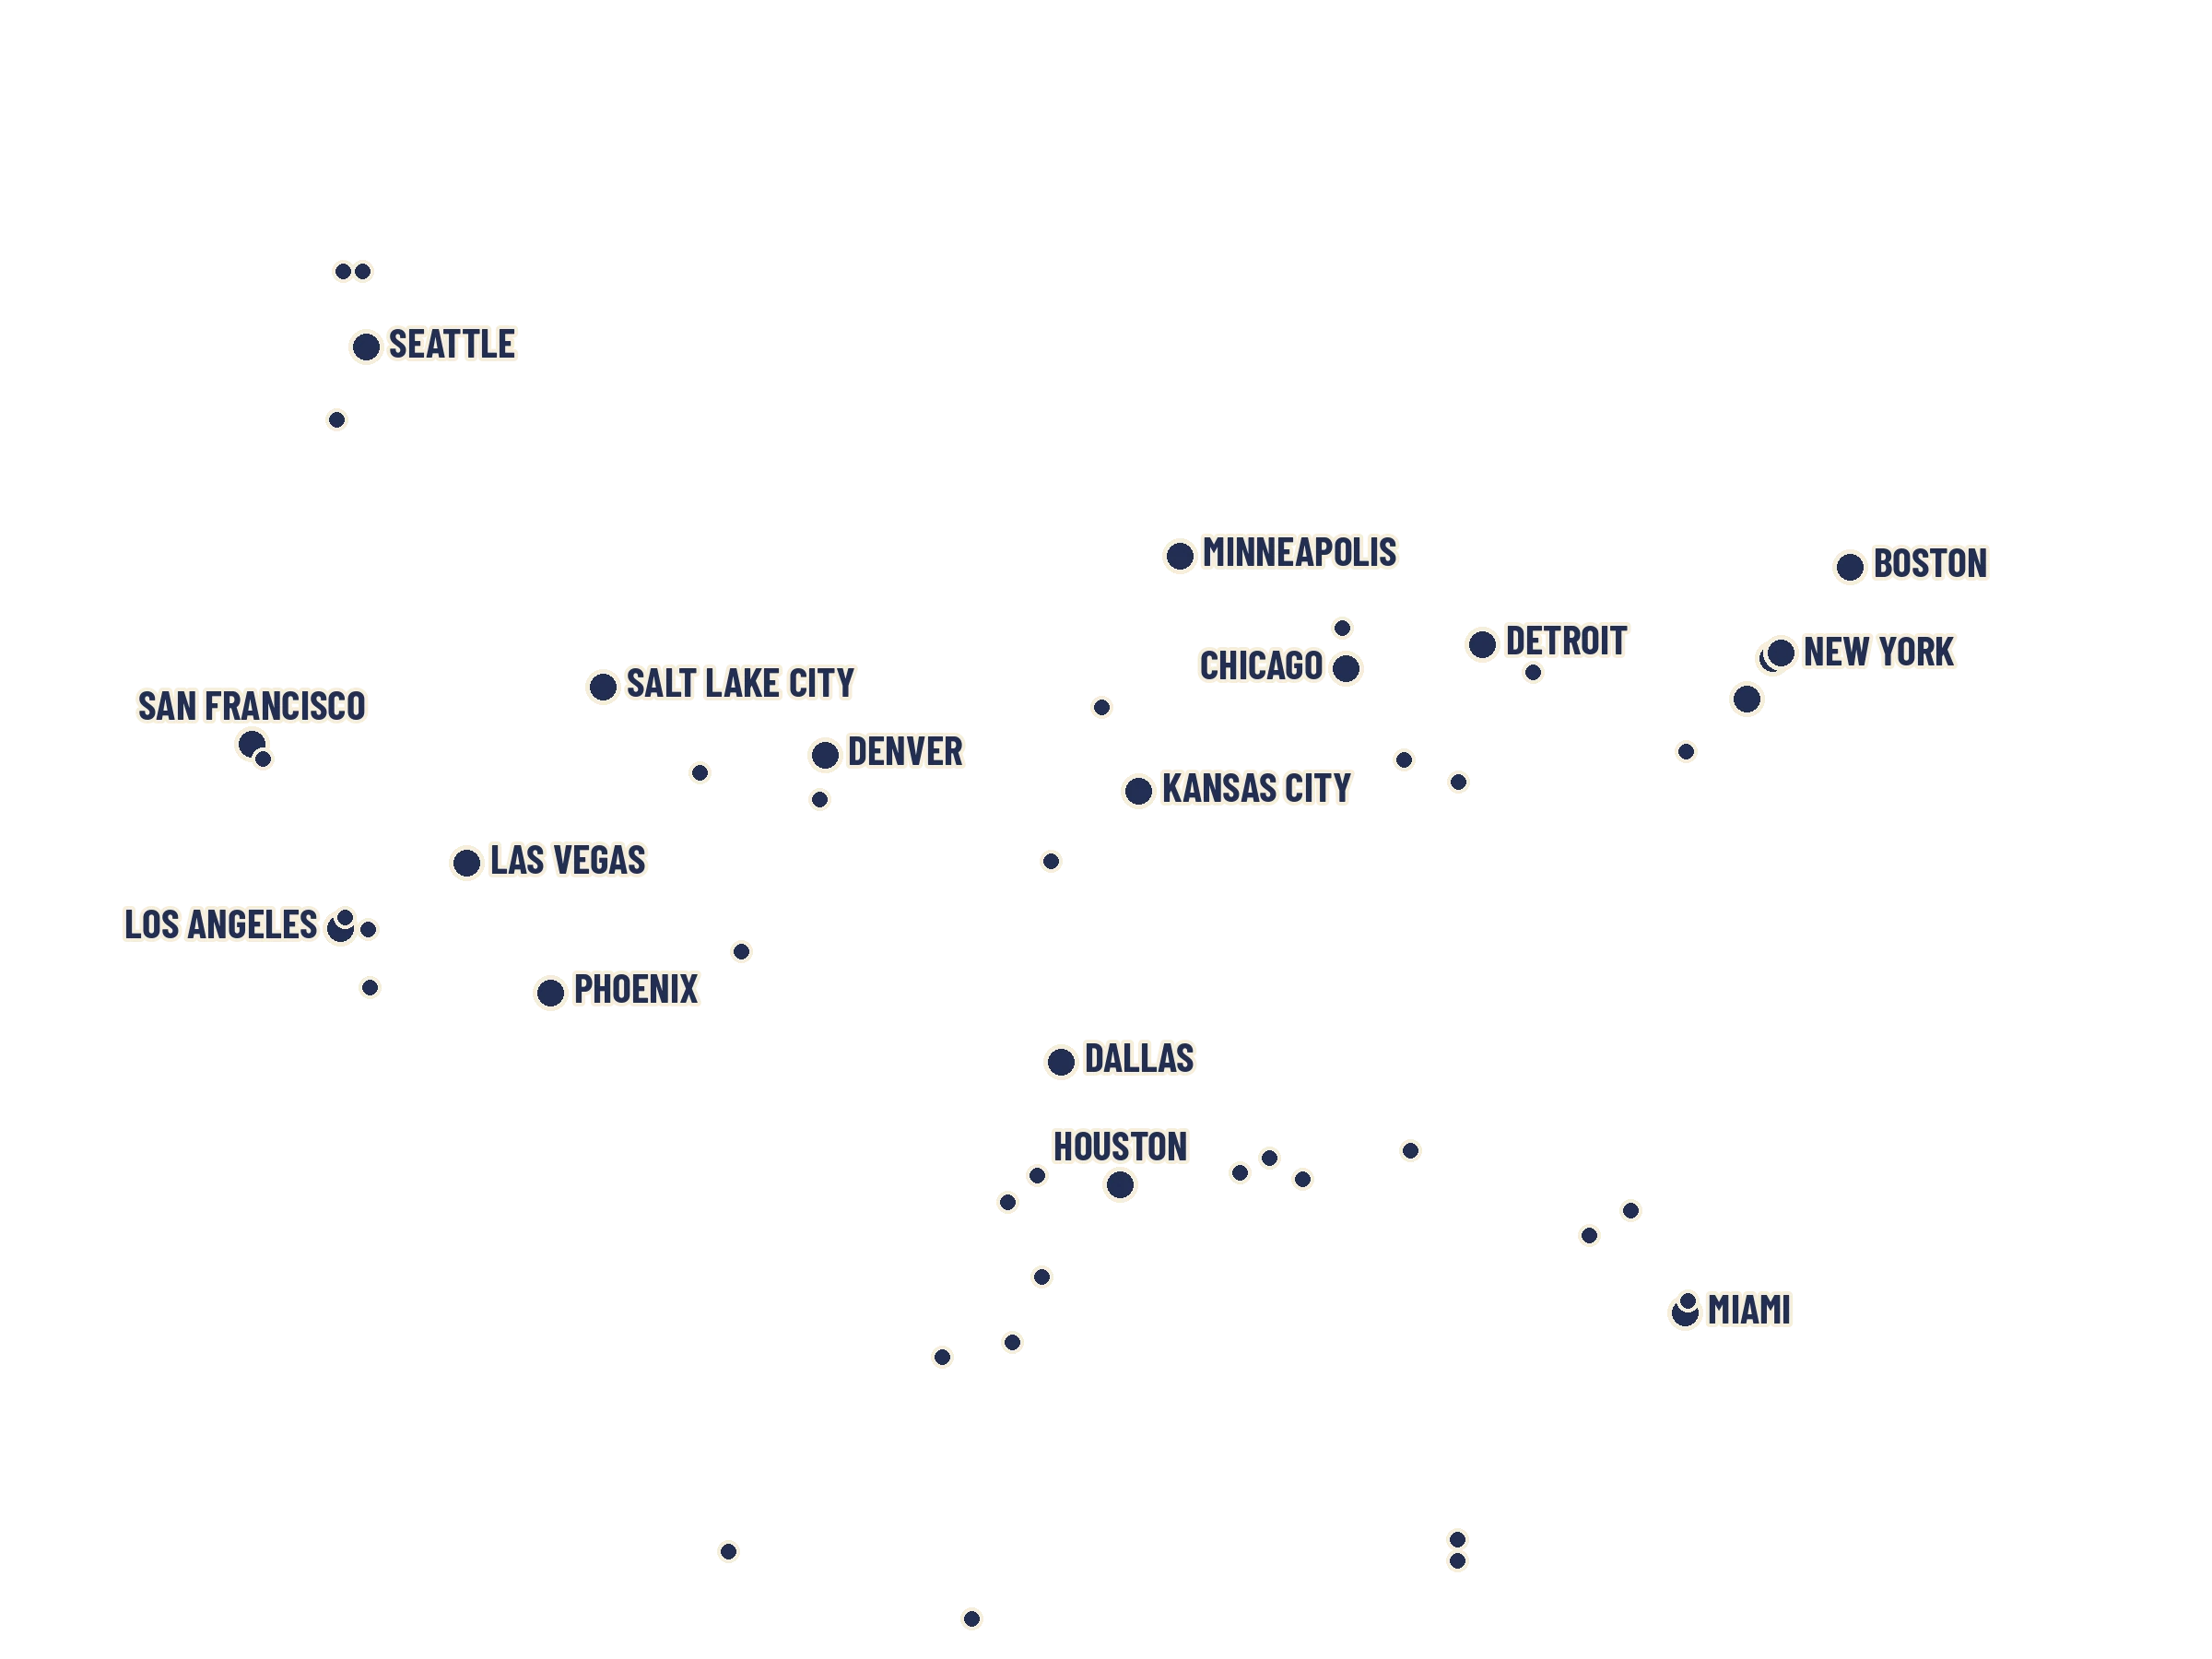 SEATTLE
MINNEAPOLIS
BOSTON
DETROIT
NEW YORK
CHICAGO
SALT LAKE CITY
SAN FRANCISCO
DENVER
KANSAS CITY
LAS VEGAS
LOS ANGELES
PHOENIX
DALLAS
HOUSTON
MIAMI